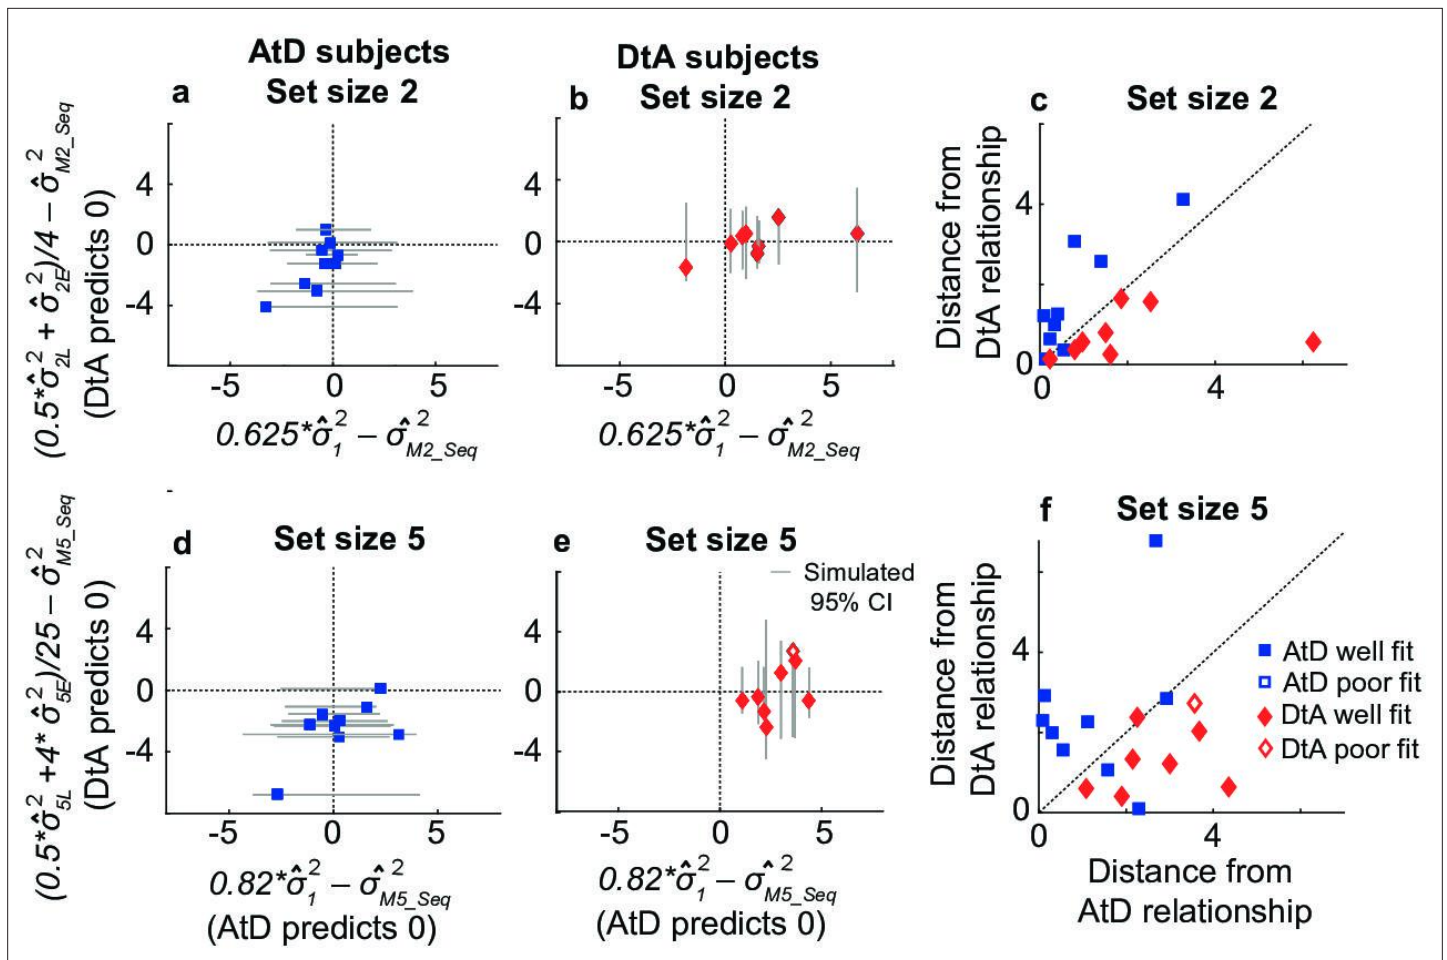 AtD subjects
a Set size 2
DtA subjects
b Set size 2
c Set size 2
(0.5*σ̂²2L + σ̂²2E)/4 − σ̂²M2_Seq
(DtA predicts 0)
4
0
-4
-5 0 5
0.625*σ̂1² − σ̂²M2_Seq
4
0
-4
-5 0 5
0.625*σ̂1² − σ̂²M2_Seq
Distance from
DtA relationship
4
0
0 4
d Set size 5
e Set size 5
f Set size 5
(0.5*σ̂²5L +4* σ̂²5E)/25 − σ̂²M5_Seq
(DtA predicts 0)
4
0
-4
-5 0 5
0.82*σ̂1² − σ̂²M5_Seq
(AtD predicts 0)
Simulated
95% CI
4
0
-4
-5 0 5
0.82*σ̂1² − σ̂²M5_Seq
(AtD predicts 0)
Distance from
DtA relationship
4
0
0 4
AtD well fit
AtD poor fit
DtA well fit
DtA poor fit
Distance from
AtD relationship